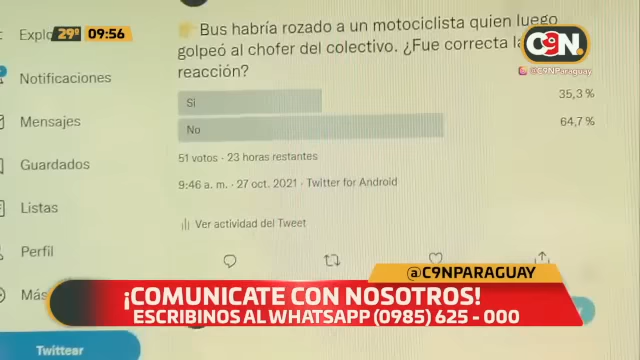 Explo
29º 09:56
Bus habría rozado a un motociclista quien luego
golpeó al chofer del colectivo. ¿Fue correcta la
reacción?
C9N
@C9NParaguay
Notificaciones
Si 35,3 %
No 64,7 %
Mensajes
51 votos · 23 horas restantes
Guardados
9:46 a. m. · 27 oct. 2021 · Twitter for Android
Listas
Ver actividad del Tweet
Perfil
Más
@C9NPARAGUAY
¡COMUNICATE CON NOSOTROS!
ESCRIBINOS AL WHATSAPP (0985) 625 - 000
Twittear